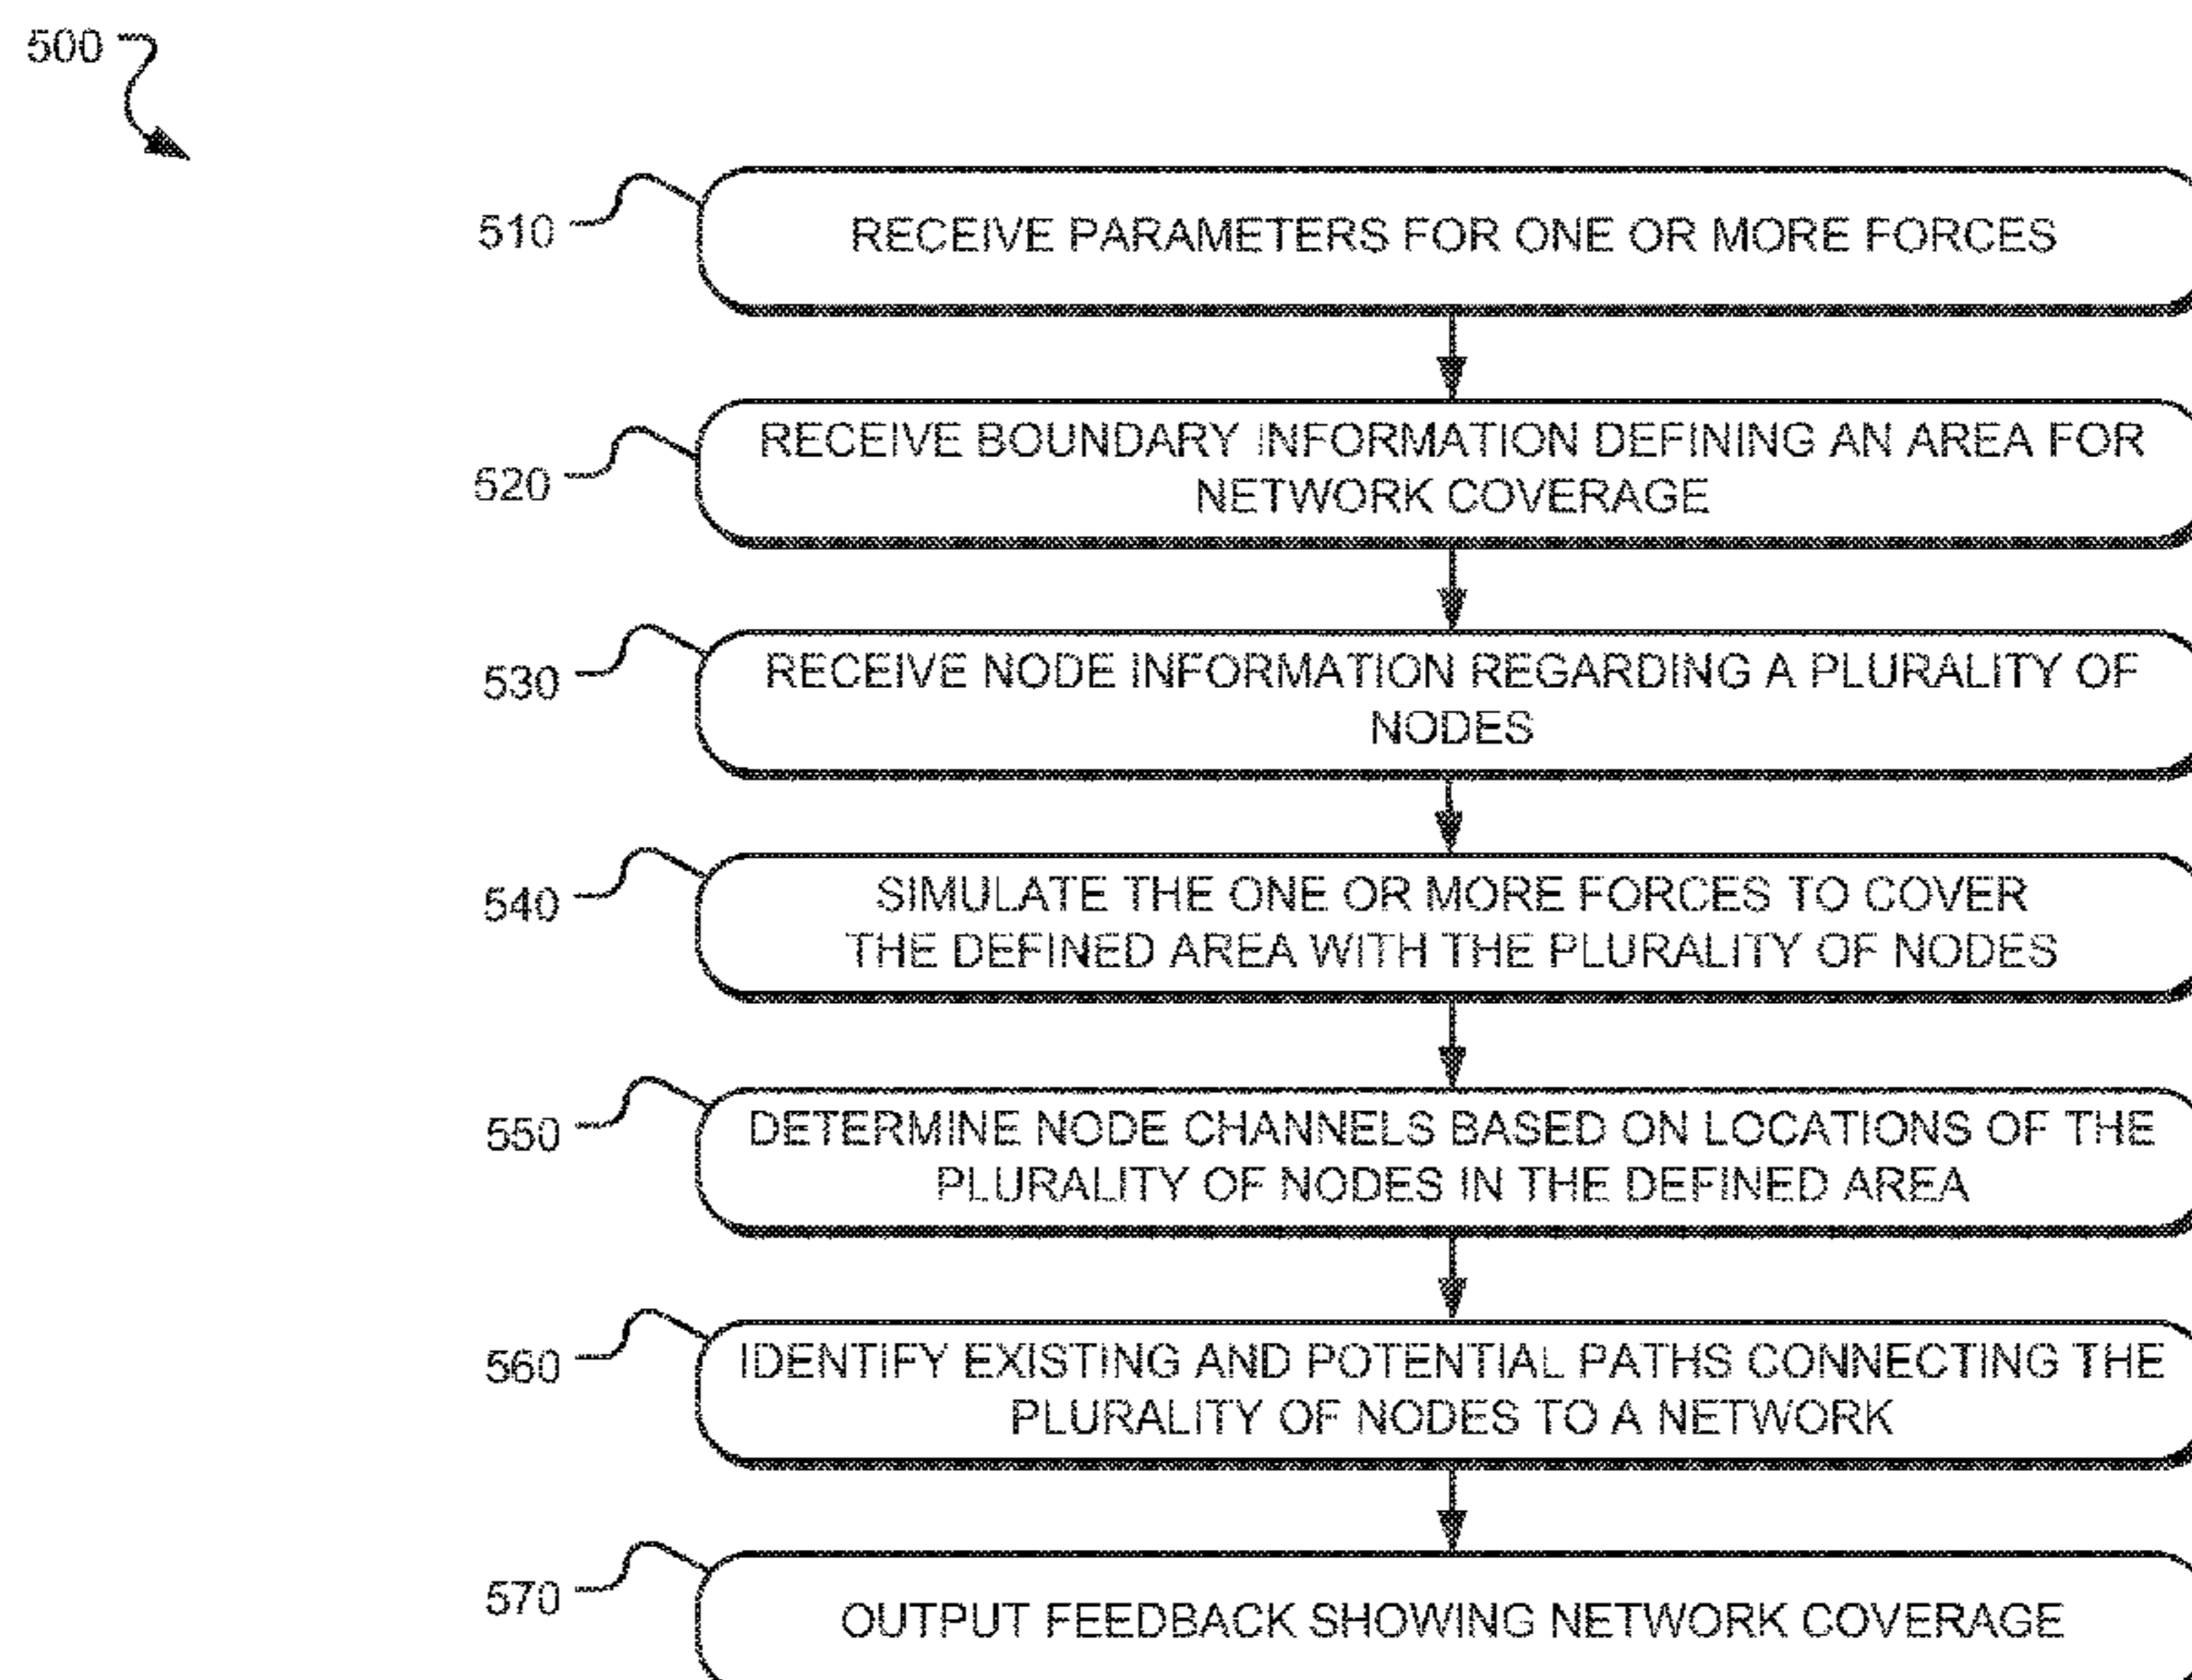 500
510
RECEIVE PARAMETERS FOR ONE OR MORE FORCES
520
RECEIVE BOUNDARY INFORMATION DEFINING AN AREA FOR
NETWORK COVERAGE
530
RECEIVE NODE INFORMATION REGARDING A PLURALITY OF
NODES
540
SIMULATE THE ONE OR MORE FORCES TO COVER
THE DEFINED AREA WITH THE PLURALITY OF NODES
550
DETERMINE NODE CHANNELS BASED ON LOCATIONS OF THE
PLURALITY OF NODES IN THE DEFINED AREA
560
IDENTIFY EXISTING AND POTENTIAL PATHS CONNECTING THE
PLURALITY OF NODES TO A NETWORK
570
OUTPUT FEEDBACK SHOWING NETWORK COVERAGE